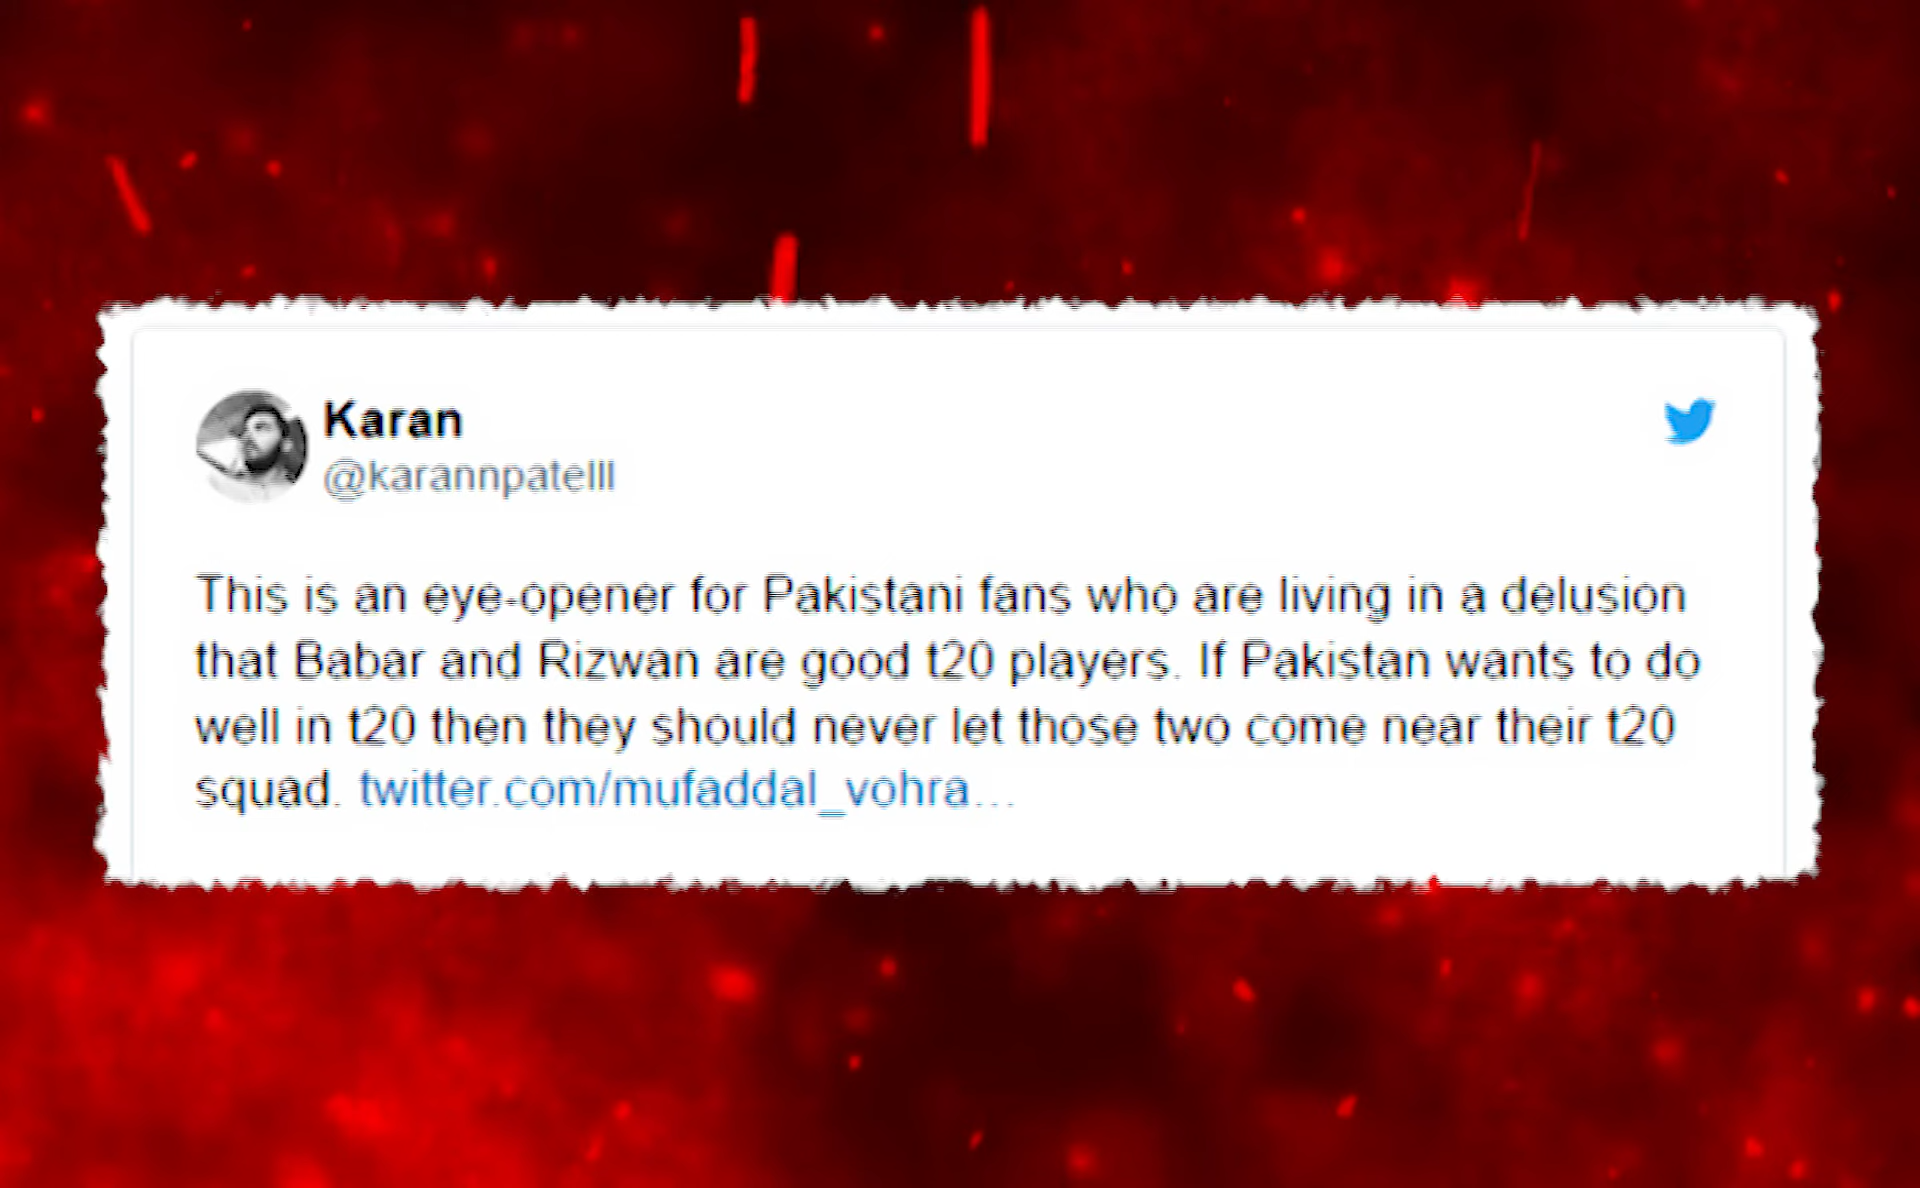 Karan
@karannpatelll
This is an eye-opener for Pakistani fans who are living in a delusion
that Babar and Rizwan are good t20 players. If Pakistan wants to do
well in t20 then they should never let those two come near their t20
squad. twitter.com/mufaddal_vohra…